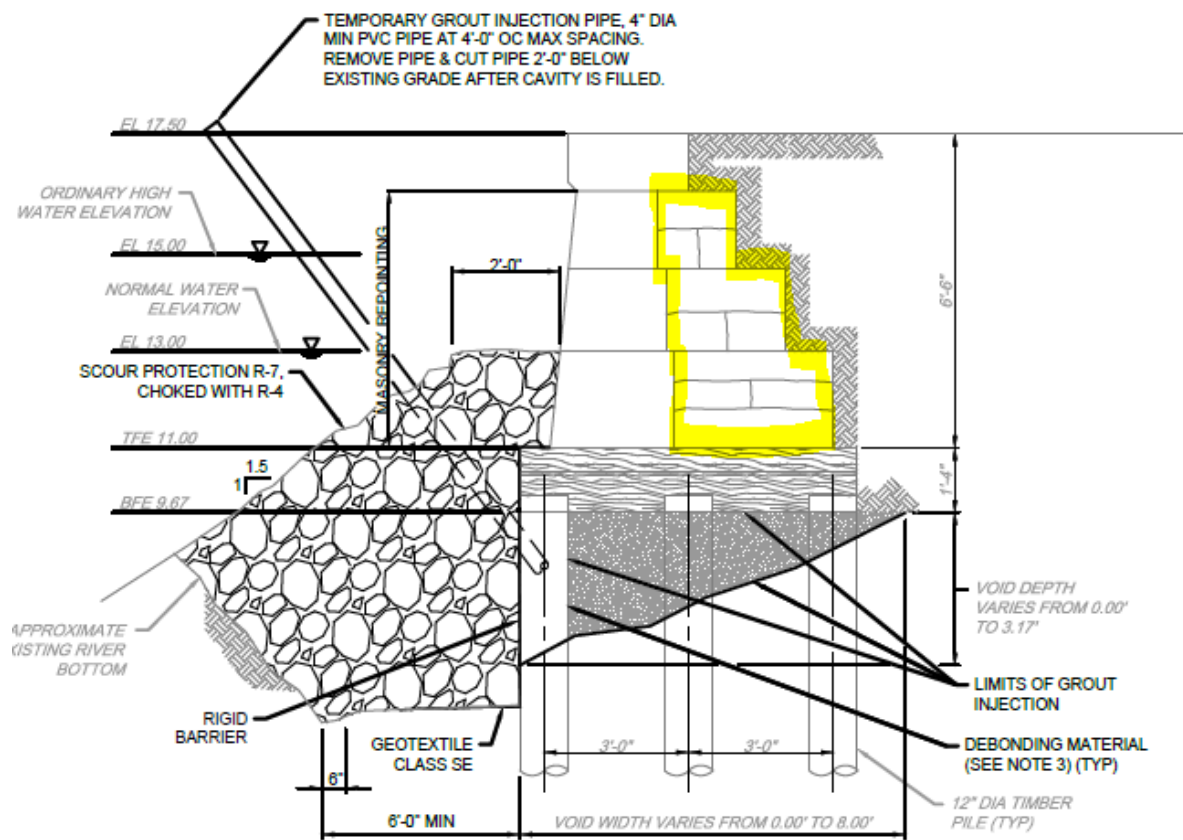 TEMPORARY GROUT INJECTION PIPE, 4" DIA
MIN PVC PIPE AT 4'-0" OC MAX SPACING.
REMOVE PIPE & CUT PIPE 2'-0" BELOW
EXISTING GRADE AFTER CAVITY IS FILLED.
EL 17.50
ORDINARY HIGH
WATER ELEVATION
EL 15.00
2'-0"
MASONRY REPOINTING
6'-6"
NORMAL WATER
ELEVATION
EL 13.00
SCOUR PROTECTION R-7,
CHOKED WITH R-4
TFE 11.00
1.5
1
1'-4"
BFE 9.67
VOID DEPTH
VARIES FROM 0.00'
TO 3.17'
APPROXIMATE
XISTING RIVER
BOTTOM
LIMITS OF GROUT
INJECTION
RIGID
BARRIER
GEOTEXTILE
CLASS SE
3'-0"
3'-0"
DEBONDING MATERIAL
(SEE NOTE 3) (TYP)
6"
12" DIA TIMBER
PILE (TYP)
6'-0" MIN
VOID WIDTH VARIES FROM 0.00' TO 8.00'